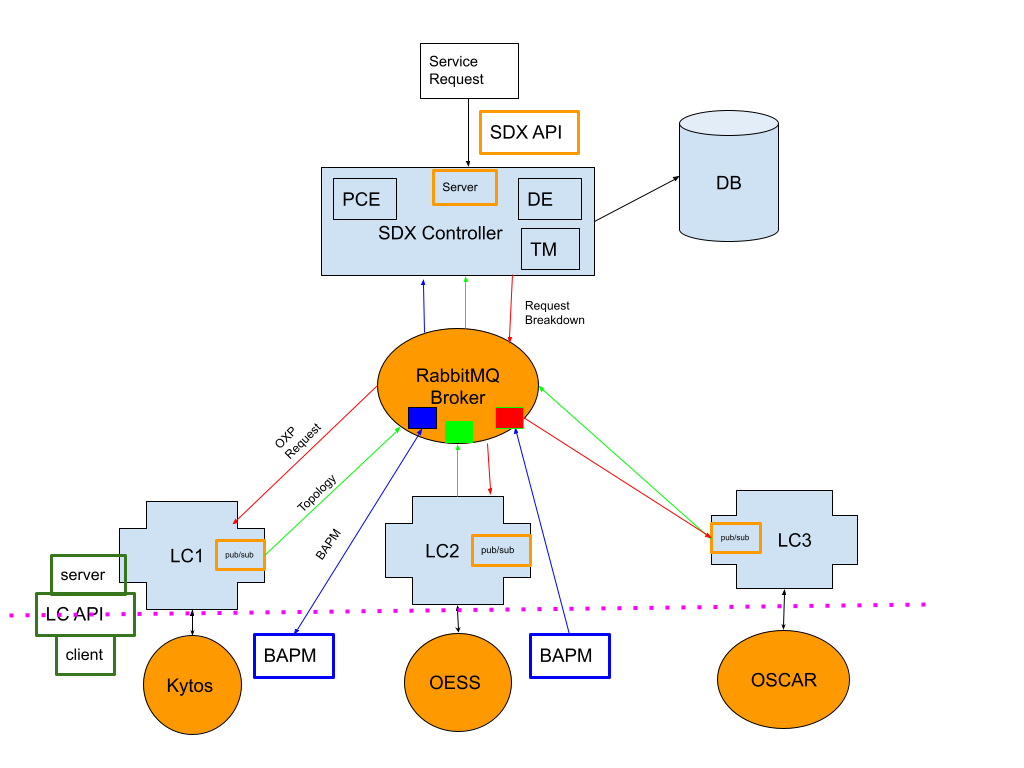 Service
Request
SDX API
PCE
Server
DE
SDX Controller
TM
DB
Request
Breakdown
RabbitMQ
Broker
OXP
Request
Topology
BAPM
LC1
pub/sub
LC2
pub/sub
pub/sub
LC3
server
LC API
client
Kytos
BAPM
OESS
BAPM
OSCAR